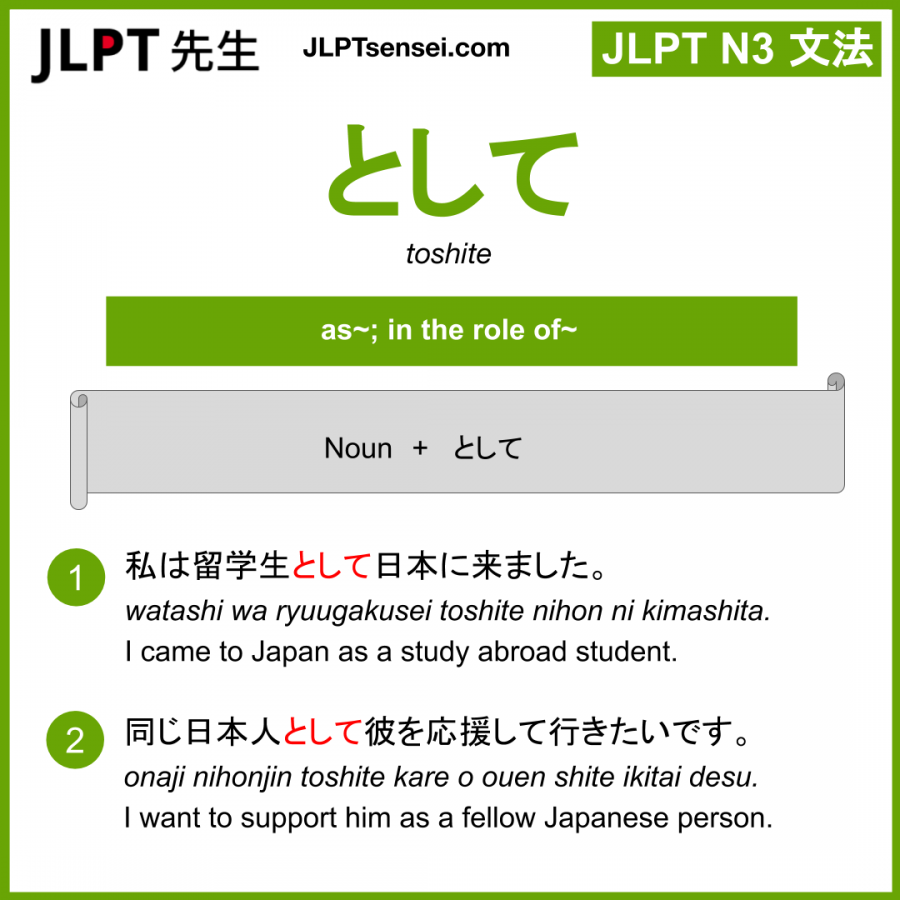 JLPT 先生
JLPTsensei.com
JLPT N3 文法
として
toshite
as~; in the role of~
Noun + として
1
私は留学生として日本に来ました。
watashi wa ryuugakusei toshite nihon ni kimashita.
I came to Japan as a study abroad student.
2
同じ日本人として彼を応援して行きたいです。
onaji nihonjin toshite kare o ouen shite ikitai desu.
I want to support him as a fellow Japanese person.